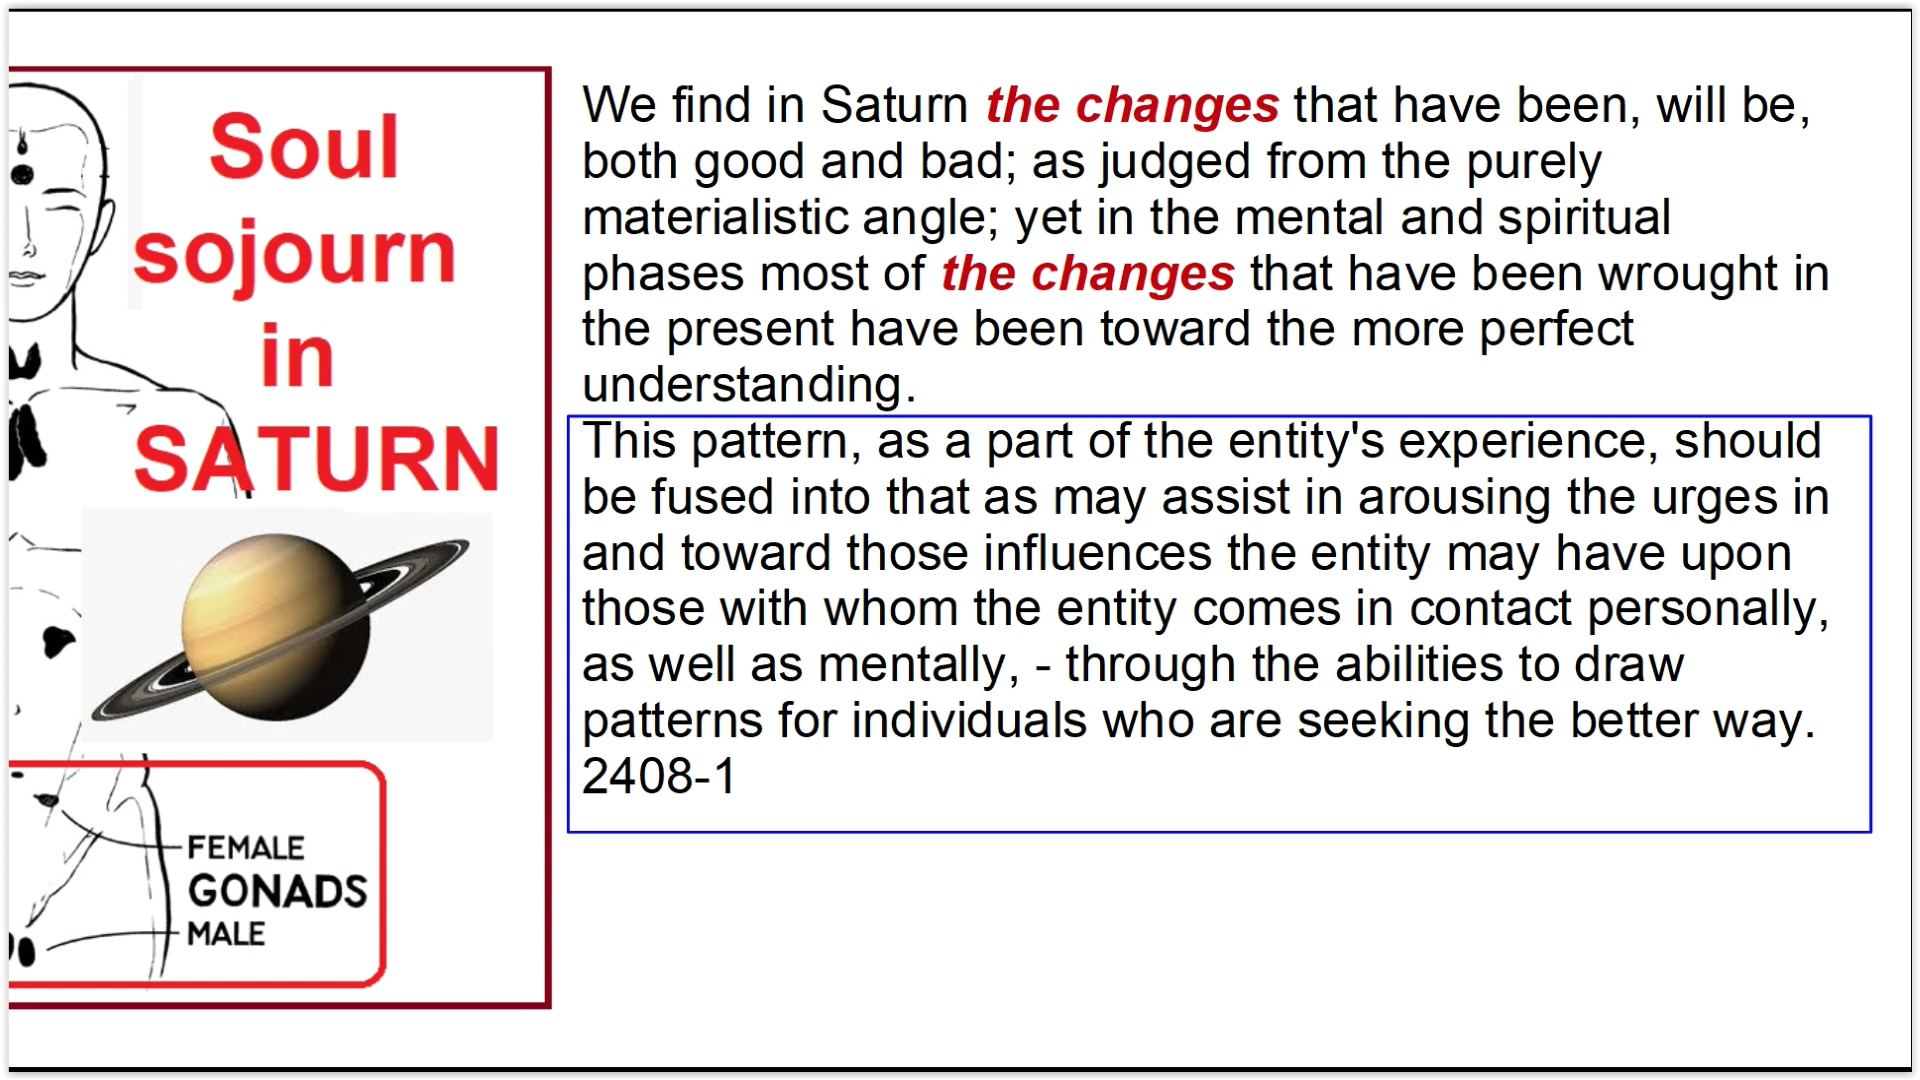 Soul
sojourn
in
SATURN
FEMALE
GONADS
MALE
We find in Saturn the changes that have been, will be,
both good and bad; as judged from the purely
materialistic angle; yet in the mental and spiritual
phases most of the changes that have been wrought in
the present have been toward the more perfect
understanding.
This pattern, as a part of the entity's experience, should
be fused into that as may assist in arousing the urges in
and toward those influences the entity may have upon
those with whom the entity comes in contact personally,
as well as mentally, - through the abilities to draw
patterns for individuals who are seeking the better way.
2408-1